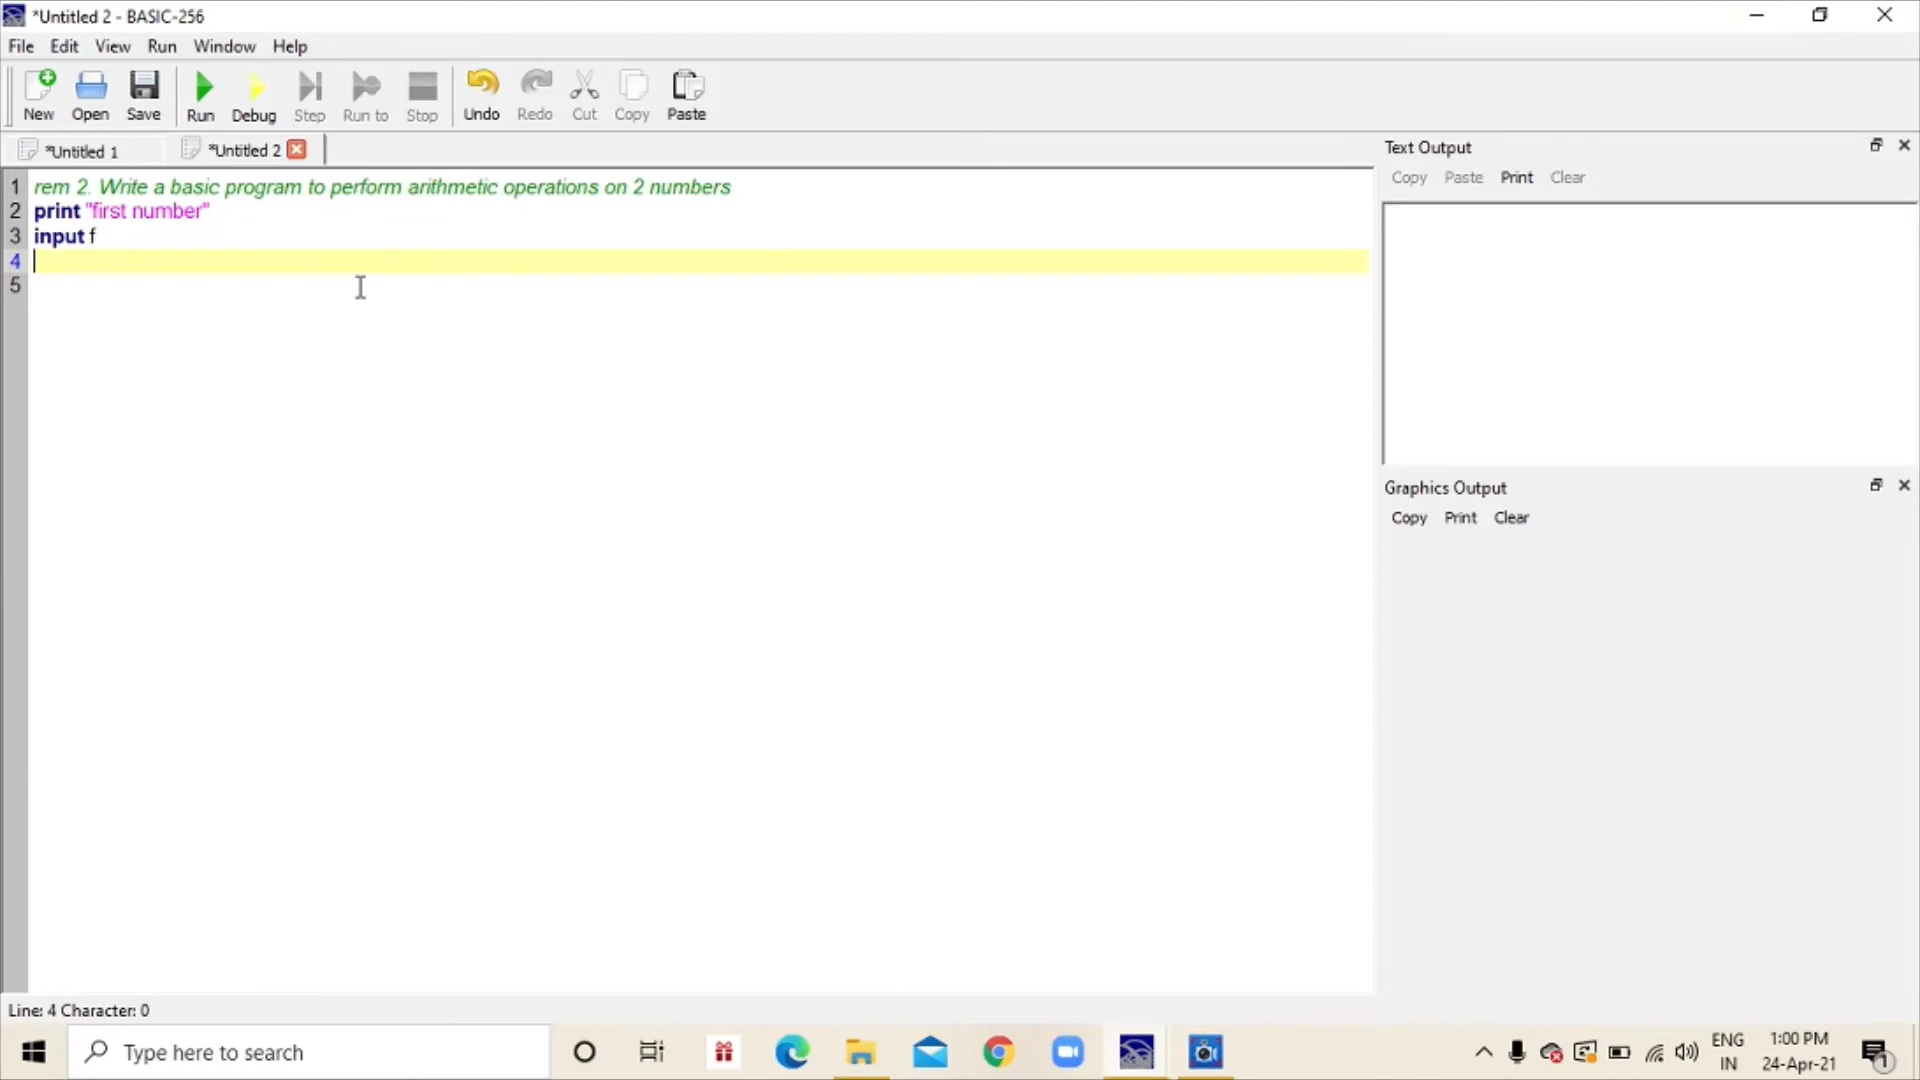 *Untitled 2 - BASIC-256
File Edit View Run Window Help
New Open Save Run Debug Step Run to Stop Undo Redo Cut Copy Paste
*Untitled 1 *Untitled 2
1 rem 2. Write a basic program to perform arithmetic operations on 2 numbers
2 print "first number"
3 input f
4
5
Text Output
Copy Paste Print Clear
Graphics Output
Copy Print Clear
Line: 4 Character: 0
Type here to search
ENG
IN
1:00 PM
24-Apr-21
1